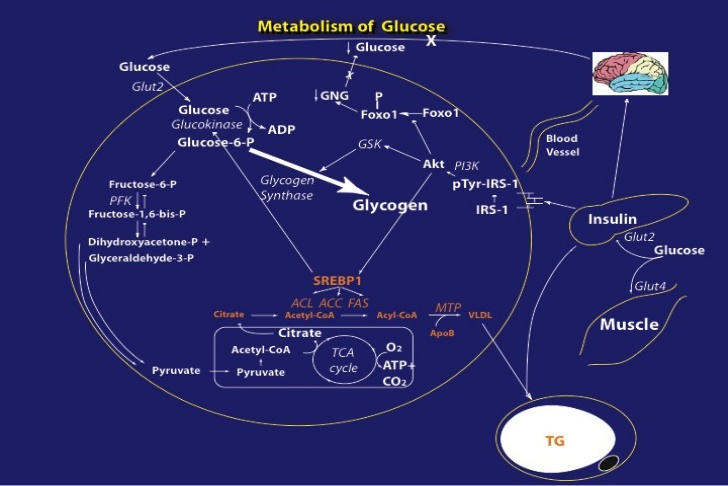 Metabolism of Glucose
↓ Glucose
X
Glucose
Glut2
Glucose
ATP
Glucokinase
ADP
Glucose-6-P
↓GNG
P
Foxo1
Foxo1
GSK
Akt
PI3K
pTyr-IRS-1
IRS-1
Blood
Vessel
Glycogen
Synthase
Glycogen
Fructose-6-P
PFK
Fructose-1,6-bis-P
Dihydroxyacetone-P +
Glyceraldehyde-3-P
Insulin
Glut2
Glucose
Glut4
Muscle
SREBP1
ACL ACC FAS
Citrate
Acetyl-CoA
Acyl-CoA
MTP
VLDL
ApoB
Citrate
Acetyl-CoA
TCA
cycle
O2
ATP+
CO2
Pyruvate
Pyruvate
TG